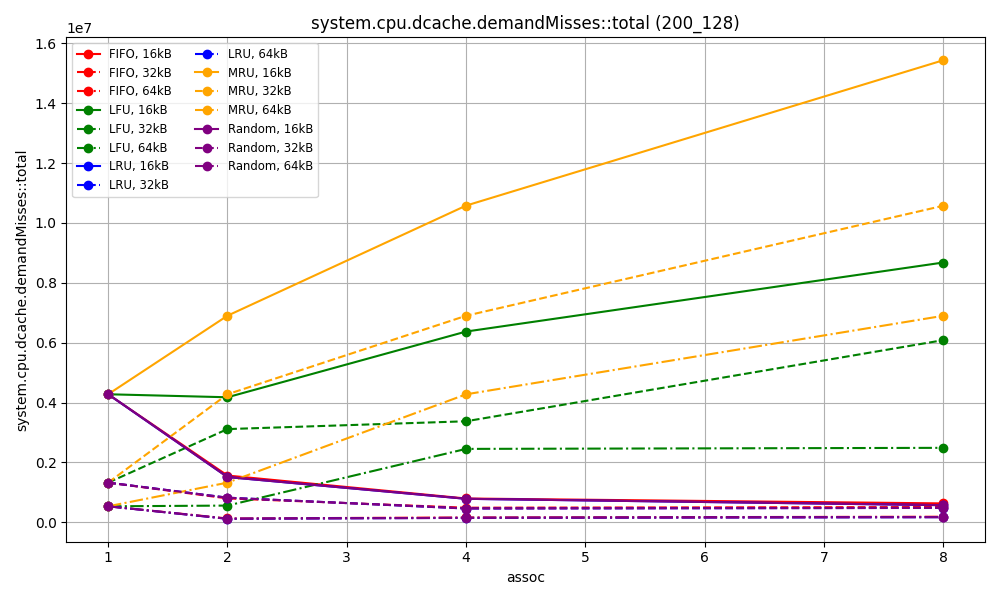 system.cpu.dcache.demandMisses::total (200_128)
1e7
FIFO, 16kB
FIFO, 32kB
FIFO, 64kB
LFU, 16kB
LFU, 32kB
LFU, 64kB
LRU, 16kB
LRU, 32kB
LRU, 64kB
MRU, 16kB
MRU, 32kB
MRU, 64kB
Random, 16kB
Random, 32kB
Random, 64kB
system.cpu.dcache.demandMisses::total
1.6
1.4
1.2
1.0
0.8
0.6
0.4
0.2
0.0
1 2 3 4 5 6 7 8
assoc